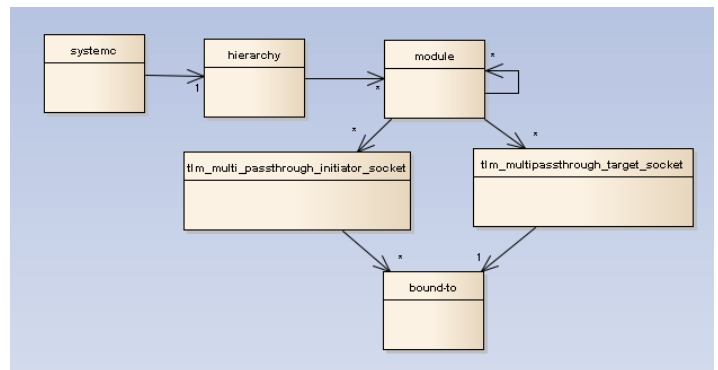 systemc
hierarchy
module
*
1
*
*
*
tlm_multi_passthrough_initiator_socket
tlm_multipassthrough_target_socket
*
1
bound-to